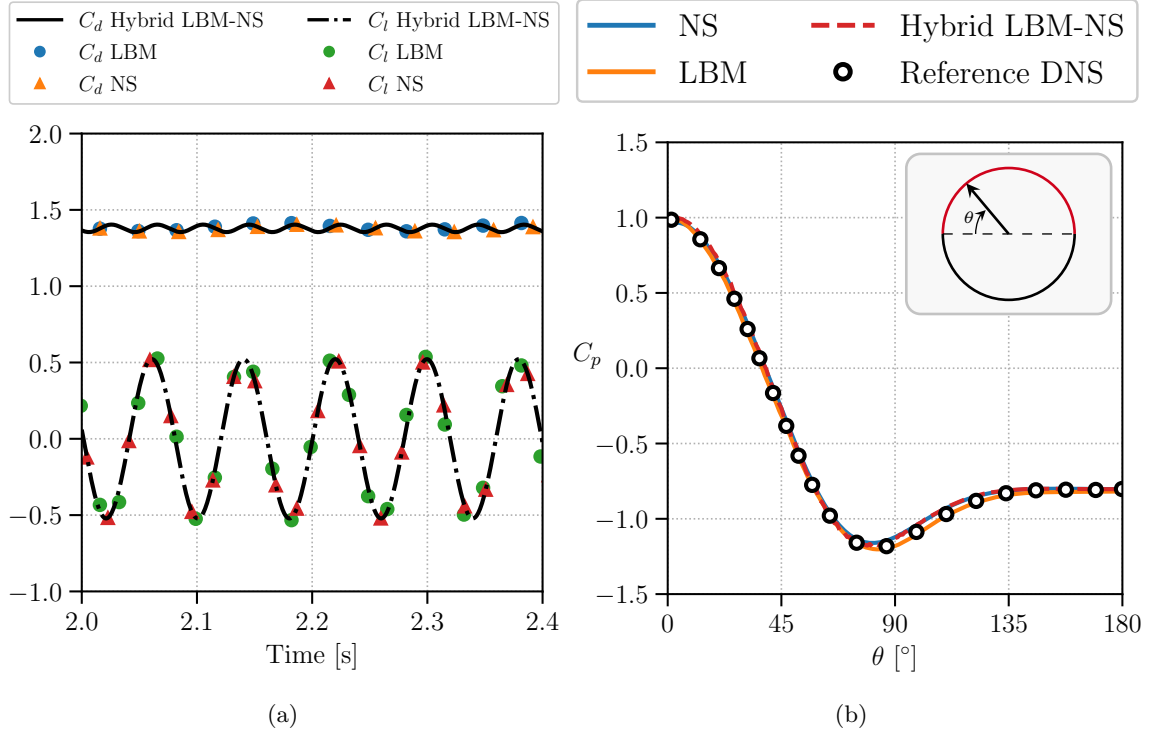 C_d Hybrid LBM-NS
C_d LBM
C_d NS
C_l Hybrid LBM-NS
C_l LBM
C_l NS
2.0
1.5
1.0
0.5
0.0
−0.5
−1.0
2.0 2.1 2.2 2.3 2.4
Time [s]
(a)
NS
LBM
Hybrid LBM-NS
Reference DNS
1.5
1.0
0.5
0.0
−0.5
−1.0
−1.5
C_p
θ
0 45 90 135 180
θ [°]
(b)